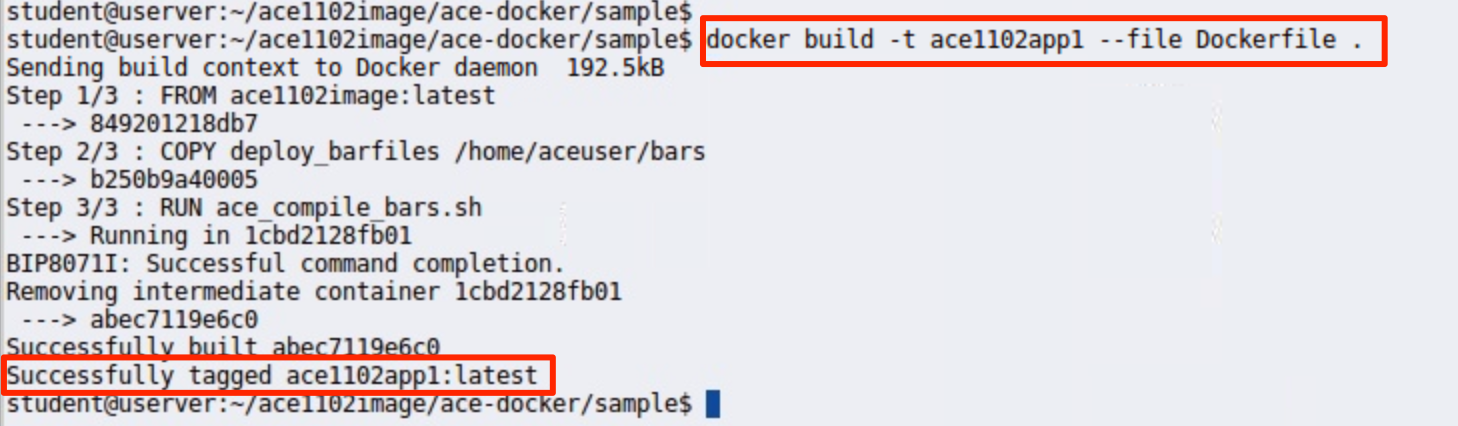 student@userver:~/ace1102image/ace-docker/sample$
student@userver:~/ace1102image/ace-docker/sample$ docker build -t ace1102app1 --file Dockerfile .
Sending build context to Docker daemon  192.5kB
Step 1/3 : FROM ace1102image:latest
 ---> 849201218db7
Step 2/3 : COPY deploy_barfiles /home/aceuser/bars
 ---> b250b9a40005
Step 3/3 : RUN ace_compile_bars.sh
 ---> Running in 1cbd2128fb01
BIP8071I: Successful command completion.
Removing intermediate container 1cbd2128fb01
 ---> abec7119e6c0
Successfully built abec7119e6c0
Successfully tagged ace1102app1:latest
student@userver:~/ace1102image/ace-docker/sample$